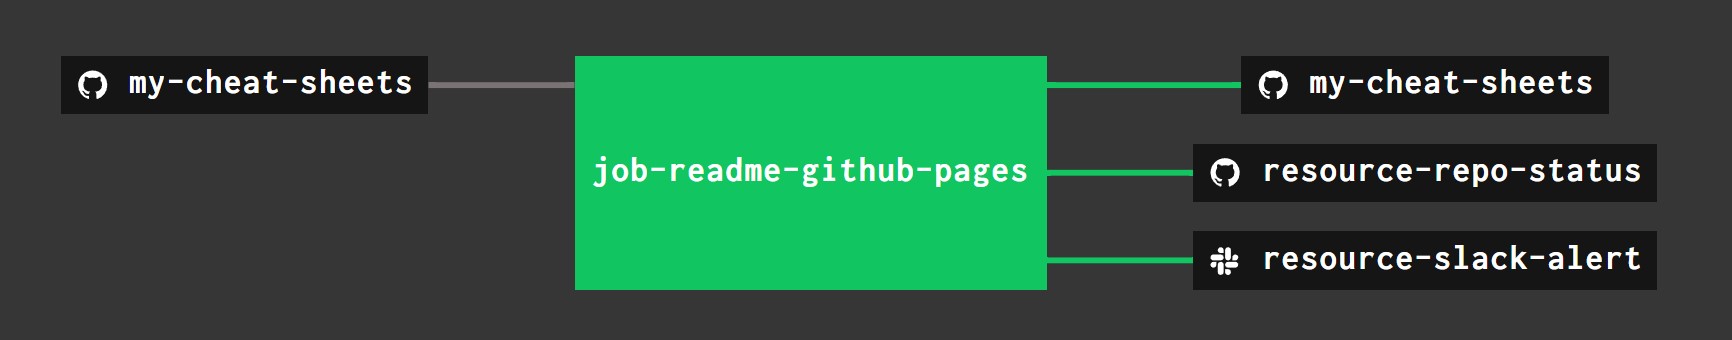 my-cheat-sheets
my-cheat-sheets
job-readme-github-pages
resource-repo-status
resource-slack-alert